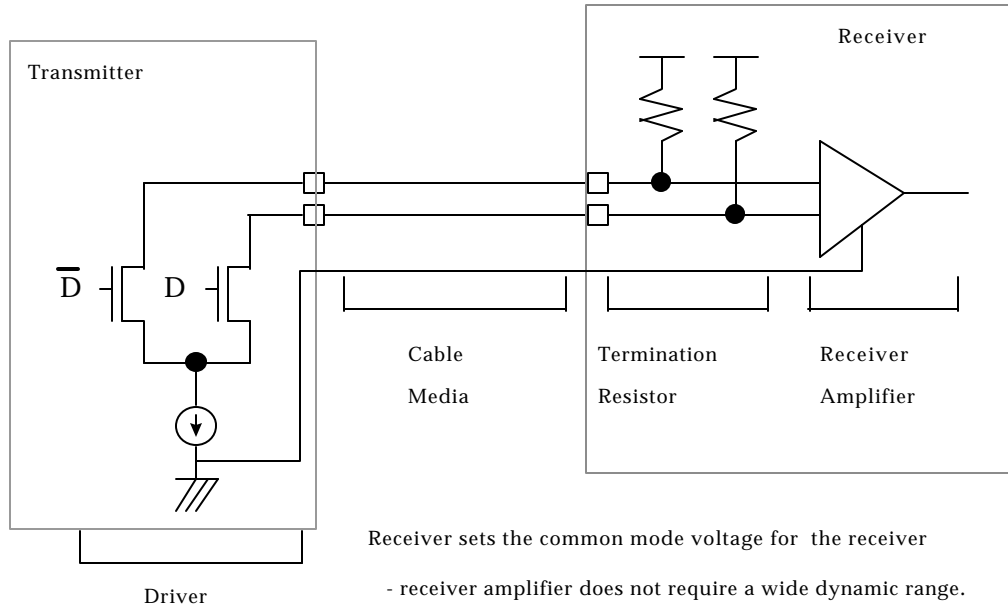 Receiver
Transmitter
D̅
D
Cable
Media
Termination
Resistor
Receiver
Amplifier
Receiver sets the common mode voltage for the receiver
- receiver amplifier does not require a wide dynamic range.
Driver